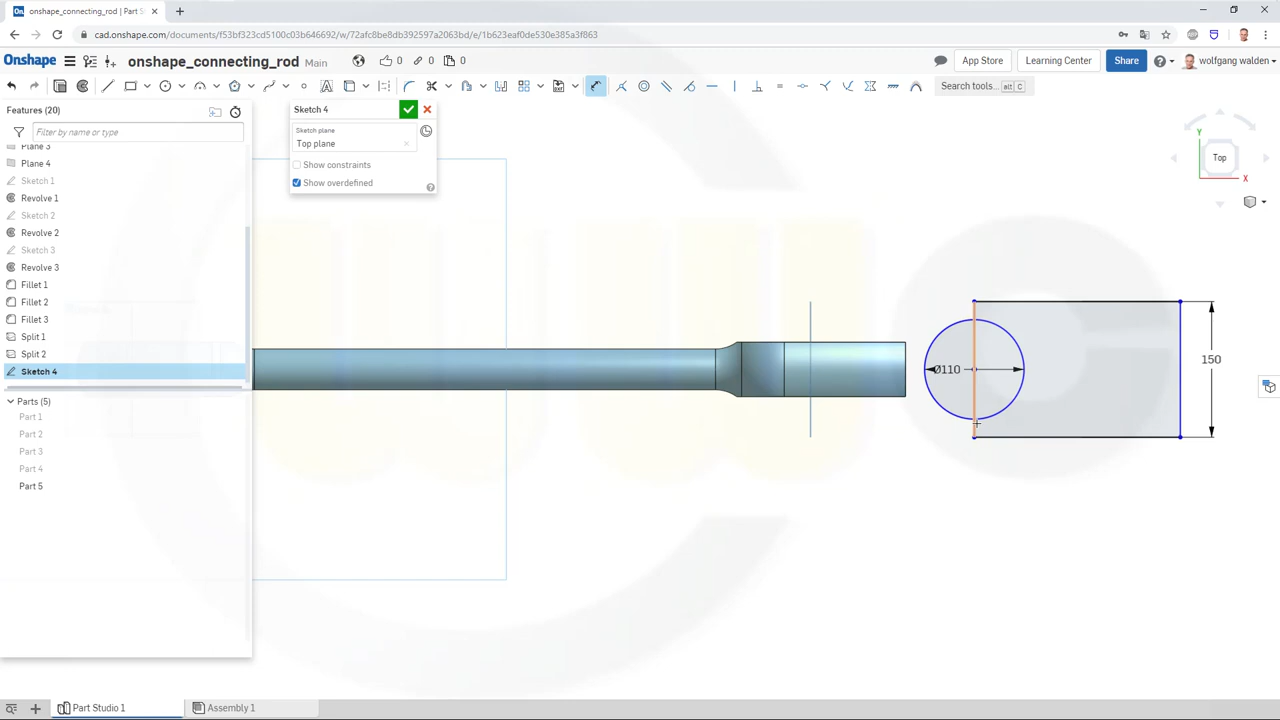 onshape_connecting_rod | Part S
cad.onshape.com/documents/f53bf323cd5100c03b646692/w/72afc8be8db392597a2063bd/e/1b623eaf0de530e385a3f863
Onshape
onshape_connecting_rod Main
0
0
0
App Store
Learning Center
Share
wolfgang walden
Search tools...
alt C
Features (20)
Filter by name or type
Plane 3
Plane 4
Sketch 1
Revolve 1
Sketch 2
Revolve 2
Sketch 3
Revolve 3
Fillet 1
Fillet 2
Fillet 3
Split 1
Split 2
Sketch 4
Parts (5)
Part 1
Part 2
Part 3
Part 4
Part 5
Sketch 4
Sketch plane
Top plane
Show constraints
Show overdefined
Y
Top
X
Ø110
150
Part Studio 1
Assembly 1